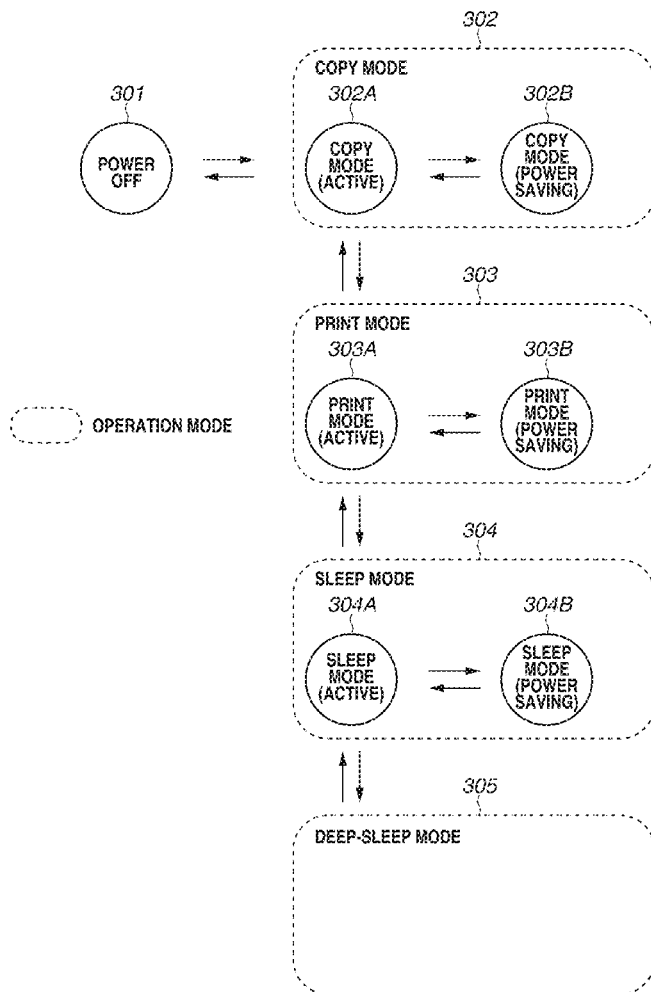 302
COPY MODE
301
302A
302B
POWER
OFF
COPY
MODE
(ACTIVE)
COPY
MODE
(POWER
SAVING)
303
PRINT MODE
303A
303B
PRINT
MODE
(ACTIVE)
PRINT
MODE
(POWER
SAVING)
OPERATION MODE
304
SLEEP MODE
304A
304B
SLEEP
MODE
(ACTIVE)
SLEEP
MODE
(POWER
SAVING)
305
DEEP-SLEEP MODE